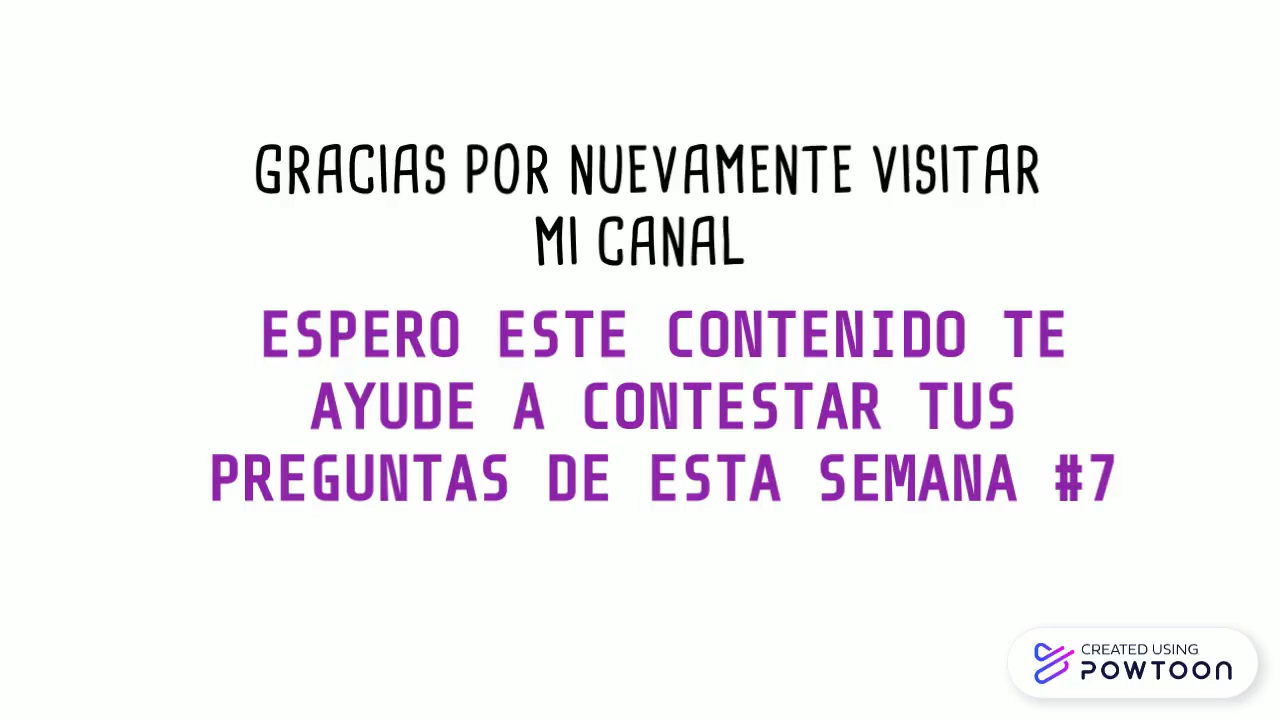 GRACIAS POR NUEVAMENTE VISITAR
MI CANAL
ESPERO ESTE CONTENIDO TE
AYUDE A CONTESTAR TUS
PREGUNTAS DE ESTA SEMANA #7
CREATED USING
POWTOON